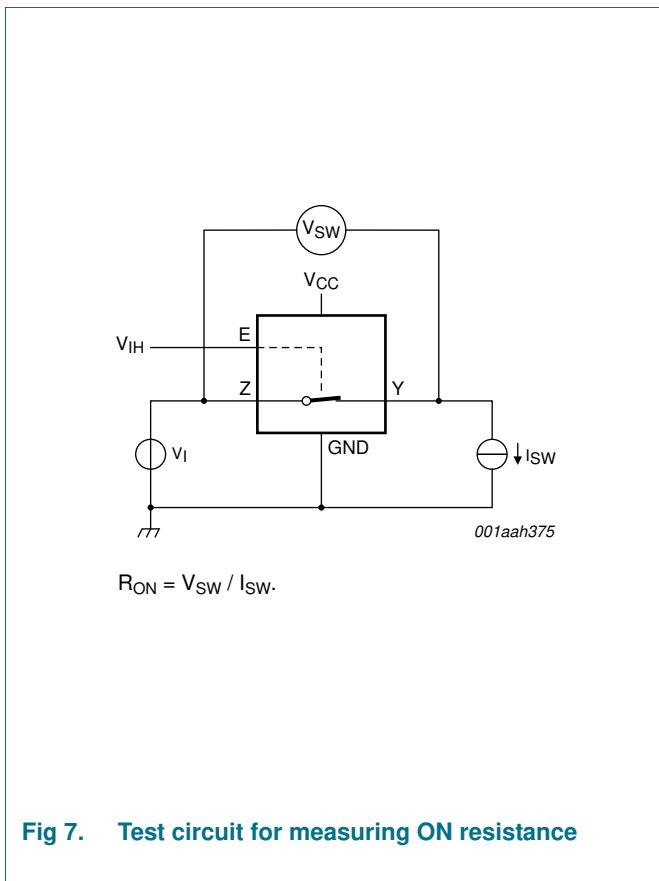 VSW
VCC
VIH
E
Z
Y
GND
VI
ISW
001aah375
RON = VSW / ISW.
Fig 7. Test circuit for measuring ON resistance